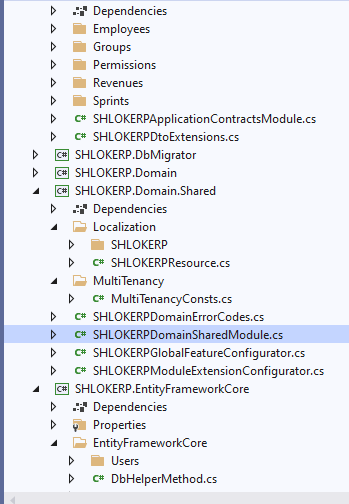 Dependencies
Employees
Groups
Permissions
Revenues
Sprints
C# SHLOKERPApplicationContractsModule.cs
C# SHLOKERPDtoExtensions.cs
C# SHLOKERP.DbMigrator
C# SHLOKERP.Domain
C# SHLOKERP.Domain.Shared
Dependencies
Localization
SHLOKERP
C# SHLOKERPResource.cs
MultiTenancy
C# MultiTenancyConsts.cs
C# SHLOKERPDomainErrorCodes.cs
C# SHLOKERPDomainSharedModule.cs
C# SHLOKERPGlobalFeatureConfigurator.cs
C# SHLOKERPModuleExtensionConfigurator.cs
C# SHLOKERP.EntityFrameworkCore
Dependencies
Properties
EntityFrameworkCore
Users
C# DbHelperMethod.cs